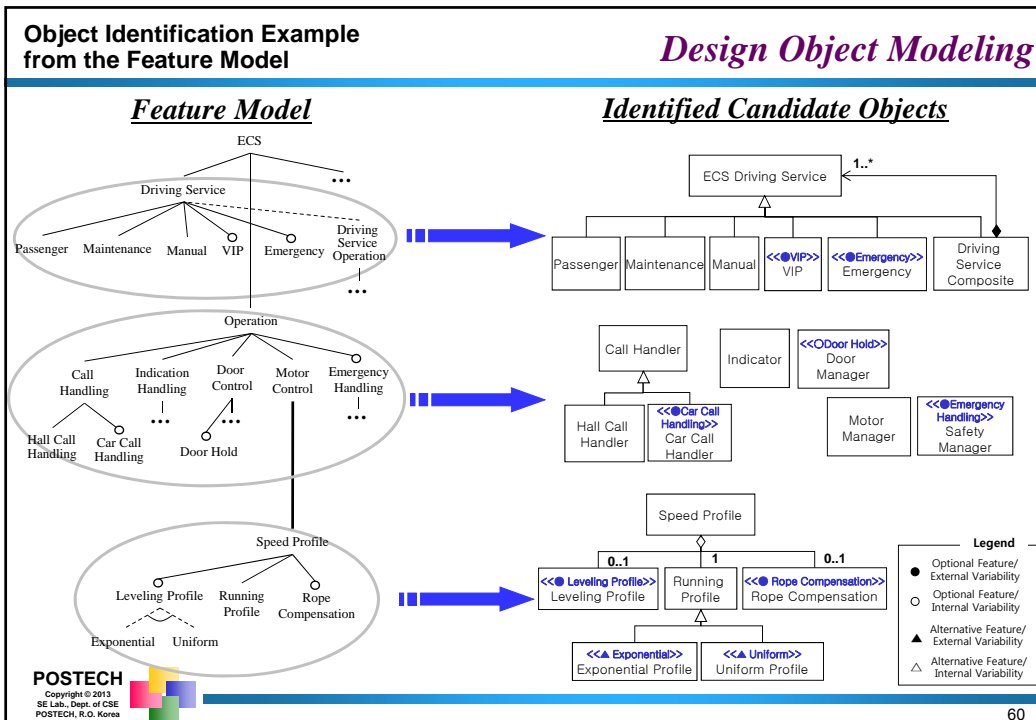 Object Identification Example
from the Feature Model
Design Object Modeling
Feature Model
Identified Candidate Objects
ECS
...
Driving Service
Passenger
Maintenance
Manual
VIP
Emergency
Driving
Service
Operation
...
Operation
Call
Handling
Indication
Handling
...
Door
Control
...
Motor
Control
Emergency
Handling
...
Hall Call
Handling
Car Call
Handling
Door Hold
Speed Profile
Leveling Profile
Running
Profile
Rope
Compensation
Exponential
Uniform
ECS Driving Service
1..*
Passenger
Maintenance
Manual
<<●VIP>>
VIP
<<●Emergency>>
Emergency
Driving
Service
Composite
Call Handler
Indicator
<<○Door Hold>>
Door
Manager
Hall Call
Handler
<<●Car Call
Handling>>
Car Call
Handler
Motor
Manager
<<●Emergency
Handling>>
Safety
Manager
Speed Profile
0..1
1
0..1
<<● Leveling Profile>>
Leveling Profile
Running
Profile
<<● Rope Compensation>>
Rope Compensation
<<▲ Exponential>>
Exponential Profile
<<▲ Uniform>>
Uniform Profile
Legend
● Optional Feature/
External Variability
○ Optional Feature/
Internal Variability
▲ Alternative Feature/
External Variability
△ Alternative Feature/
Internal Variability
POSTECH
Copyright © 2013
SE Lab., Dept. of CSE
POSTECH, R.O. Korea
60